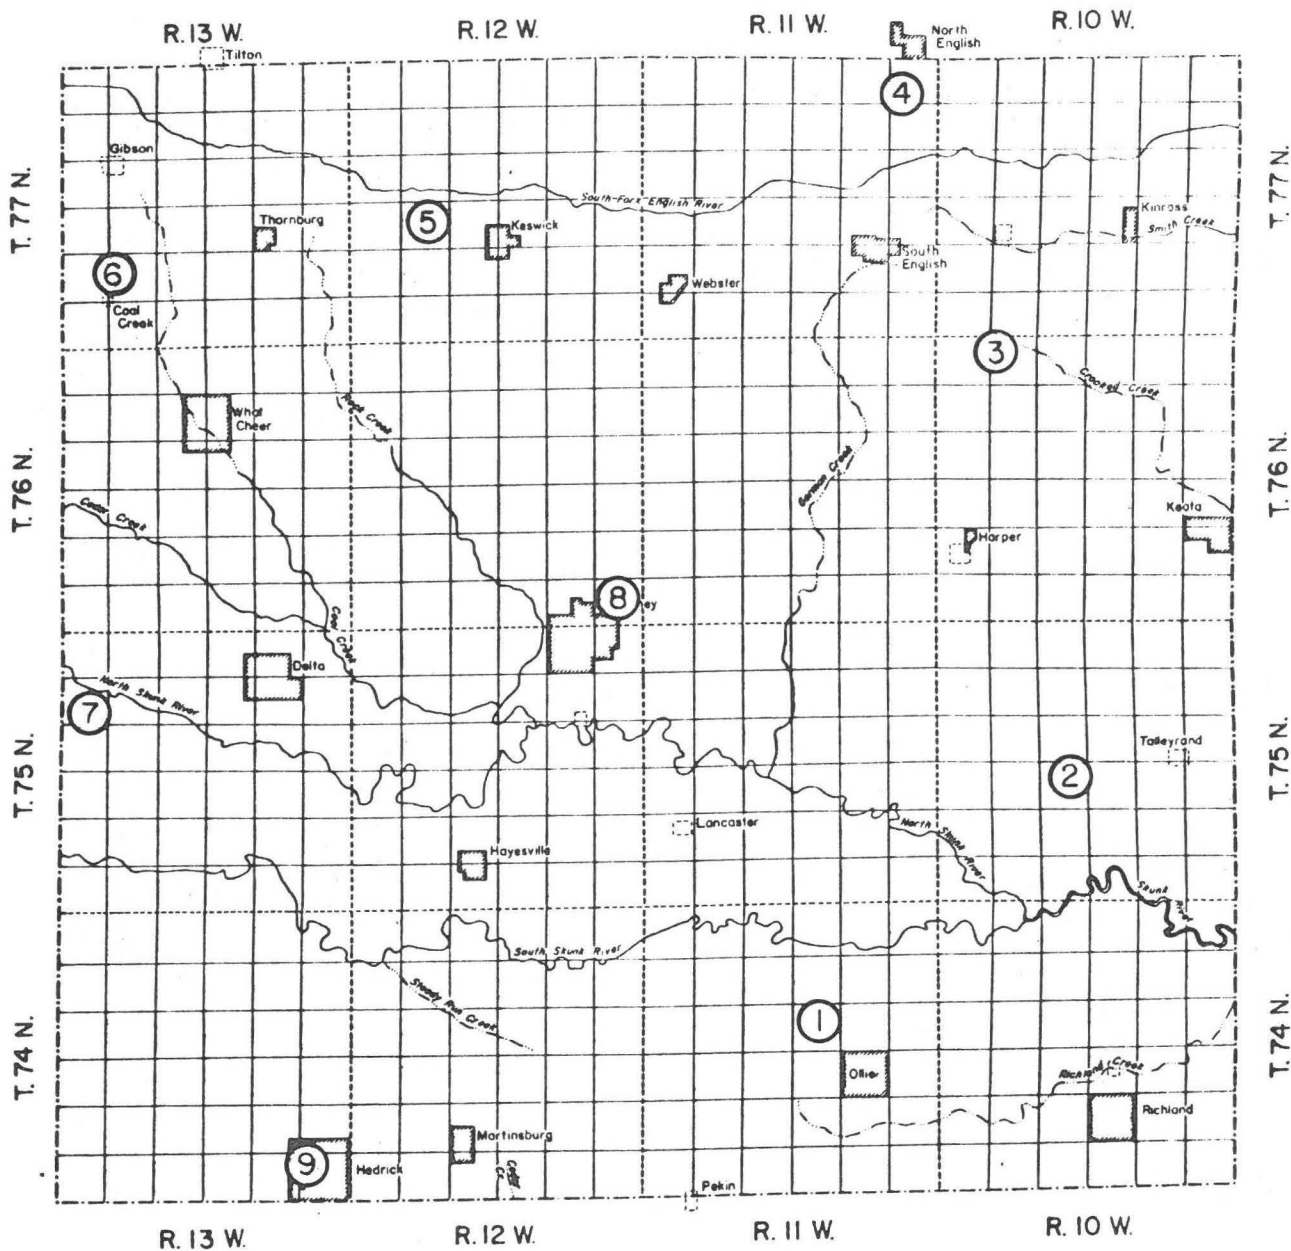 R. 13 W.
R. 12 W.
R. 11 W.
R. 10 W.
North
English
Tilton
4
Gibson
T. 77 N.
T. 77 N.
South Fork English River
Thornburg
5
Keswick
Kinross
Smith Creek
South
English
6
Webster
Coal
Creek
3
Crooked Creek
Rock Creek
What
Cheer
T. 76 N.
T. 76 N.
German Creek
Cedar Creek
Keota
Harper
8
ey
Coal Creek
Delta
North Skunk River
7
Talleyrand
T. 75 N.
T. 75 N.
2
Lancaster
North Skunk River
Hayesville
Skunk River
South Skunk River
Steady Run Creek
1
T. 74 N.
T. 74 N.
Ollie
Richland Creek
Richland
Martinsburg
9
Hedrick
Cedar Cr.
Pekin
R. 13 W.
R. 12 W.
R. 11 W.
R. 10 W.